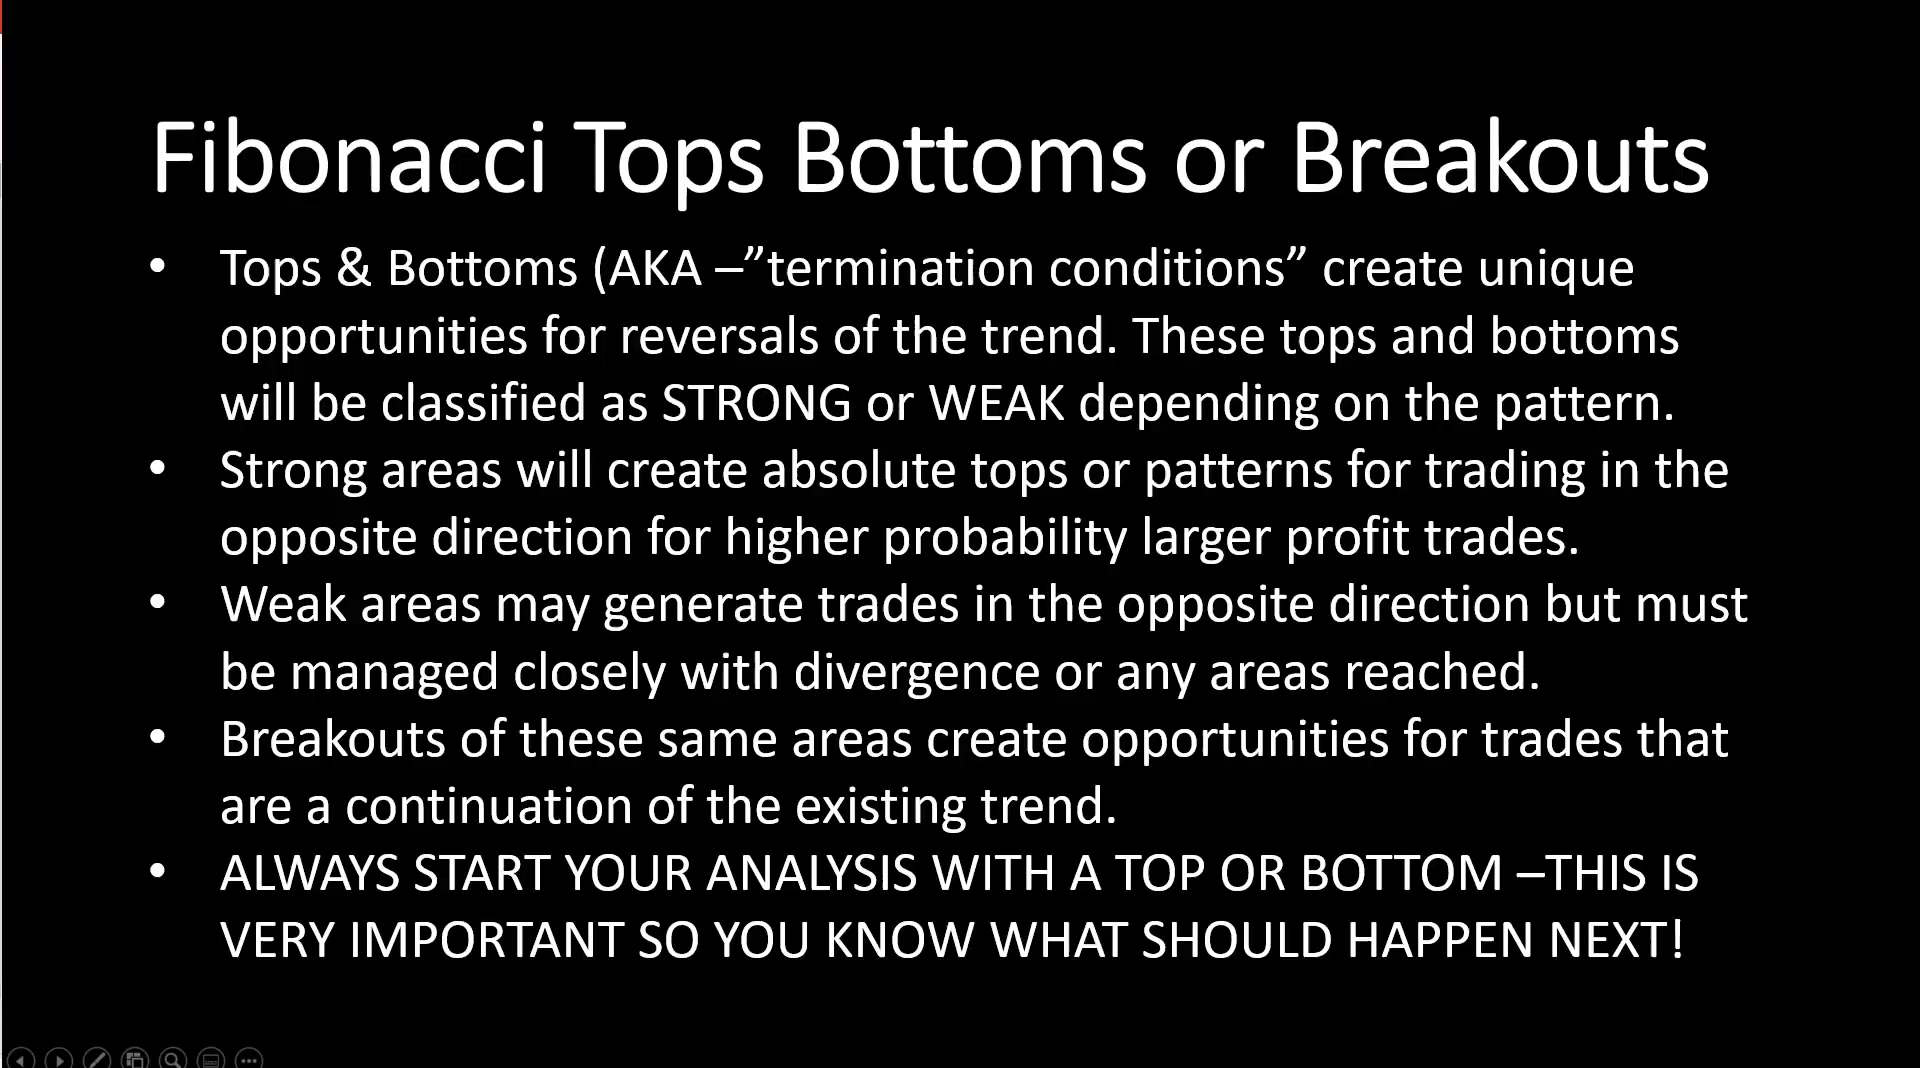 Fibonacci Tops Bottoms or Breakouts
• Tops & Bottoms (AKA –”termination conditions” create unique
opportunities for reversals of the trend. These tops and bottoms
will be classified as STRONG or WEAK depending on the pattern.
• Strong areas will create absolute tops or patterns for trading in the
opposite direction for higher probability larger profit trades.
• Weak areas may generate trades in the opposite direction but must
be managed closely with divergence or any areas reached.
• Breakouts of these same areas create opportunities for trades that
are a continuation of the existing trend.
• ALWAYS START YOUR ANALYSIS WITH A TOP OR BOTTOM –THIS IS
VERY IMPORTANT SO YOU KNOW WHAT SHOULD HAPPEN NEXT!